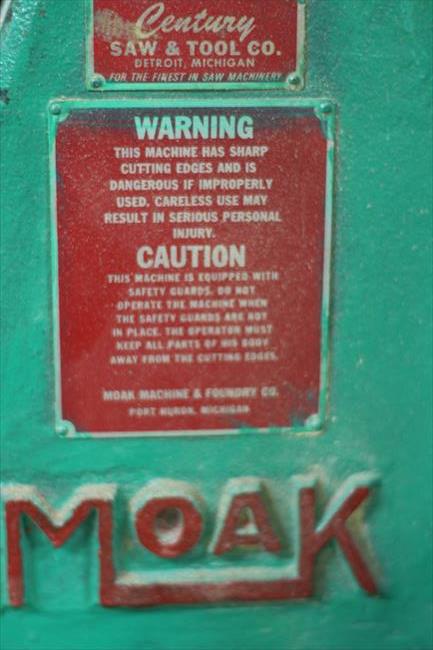 Century
SAW & TOOL CO.
DETROIT, MICHIGAN
FOR THE FINEST IN SAW MACHINERY
WARNING
THIS MACHINE HAS SHARP
CUTTING EDGES AND IS
DANGEROUS IF IMPROPERLY
USED. CARELESS USE MAY
RESULT IN SERIOUS PERSONAL
INJURY.
CAUTION
THIS MACHINE IS EQUIPPED WITH
SAFETY GUARDS. DO NOT
OPERATE THE MACHINE WHEN
THE SAFETY GUARDS ARE NOT
IN PLACE. THE OPERATOR MUST
KEEP ALL PARTS OF HIS BODY
AWAY FROM THE CUTTING EDGES.
MOAK MACHINE & FOUNDRY CO.
PORT HURON, MICHIGAN
MOAK